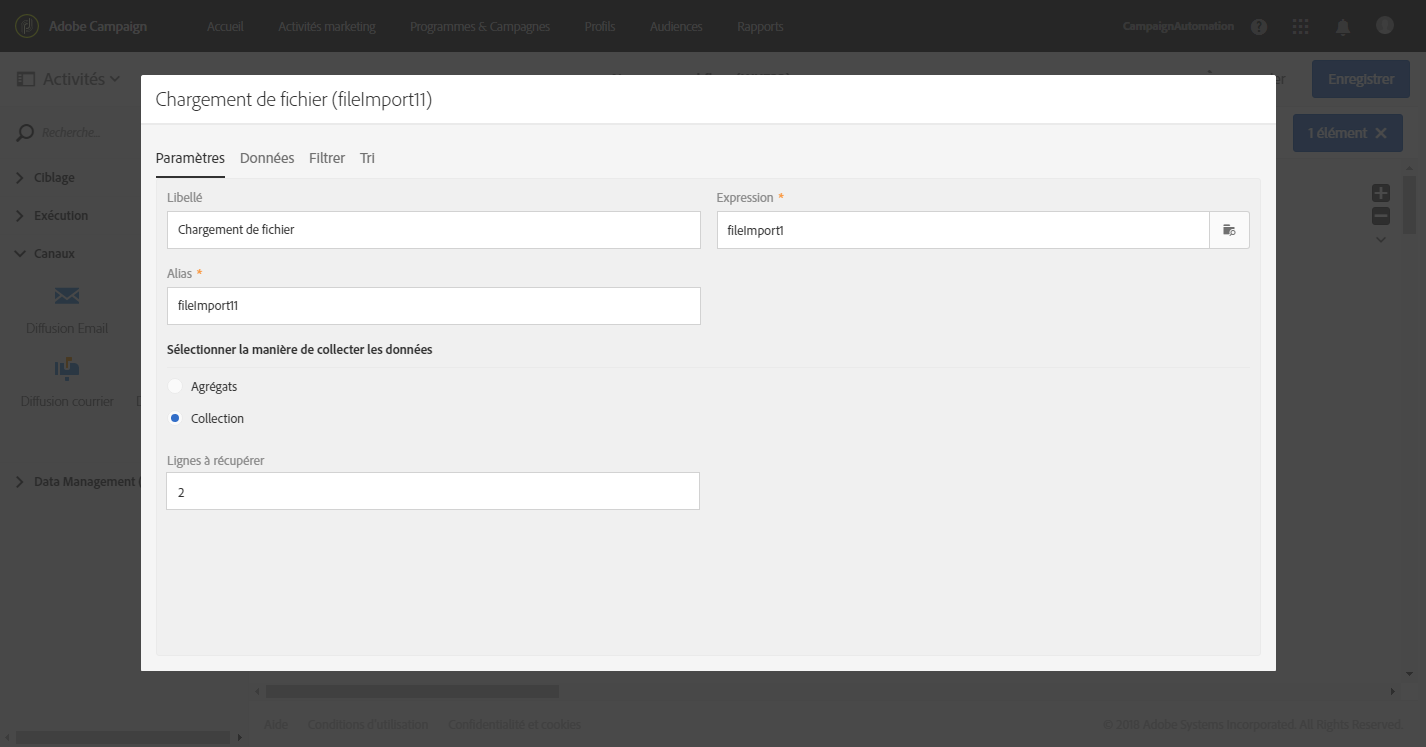 Adobe Campaign Accueil Activités marketing Programmes & Campagnes Profils Audiences Rapports CampaignAutomation
Activités Enregistrer
Chargement de fichier (fileImport11)
Recherche... 1 élément
Paramètres Données Filtrer Tri
Ciblage
Libellé Expression *
Exécution
Chargement de fichier fileImport1
Canaux
Alias *
fileImport11
Diffusion Email
Sélectionner la manière de collecter les données
Agrégats
Diffusion courrier
Collection
Lignes à récupérer
Data Management
2
Aide Conditions d'utilisation Confidentialité et cookies © 2018 Adobe Systems Incorporated. All Rights Reserved.